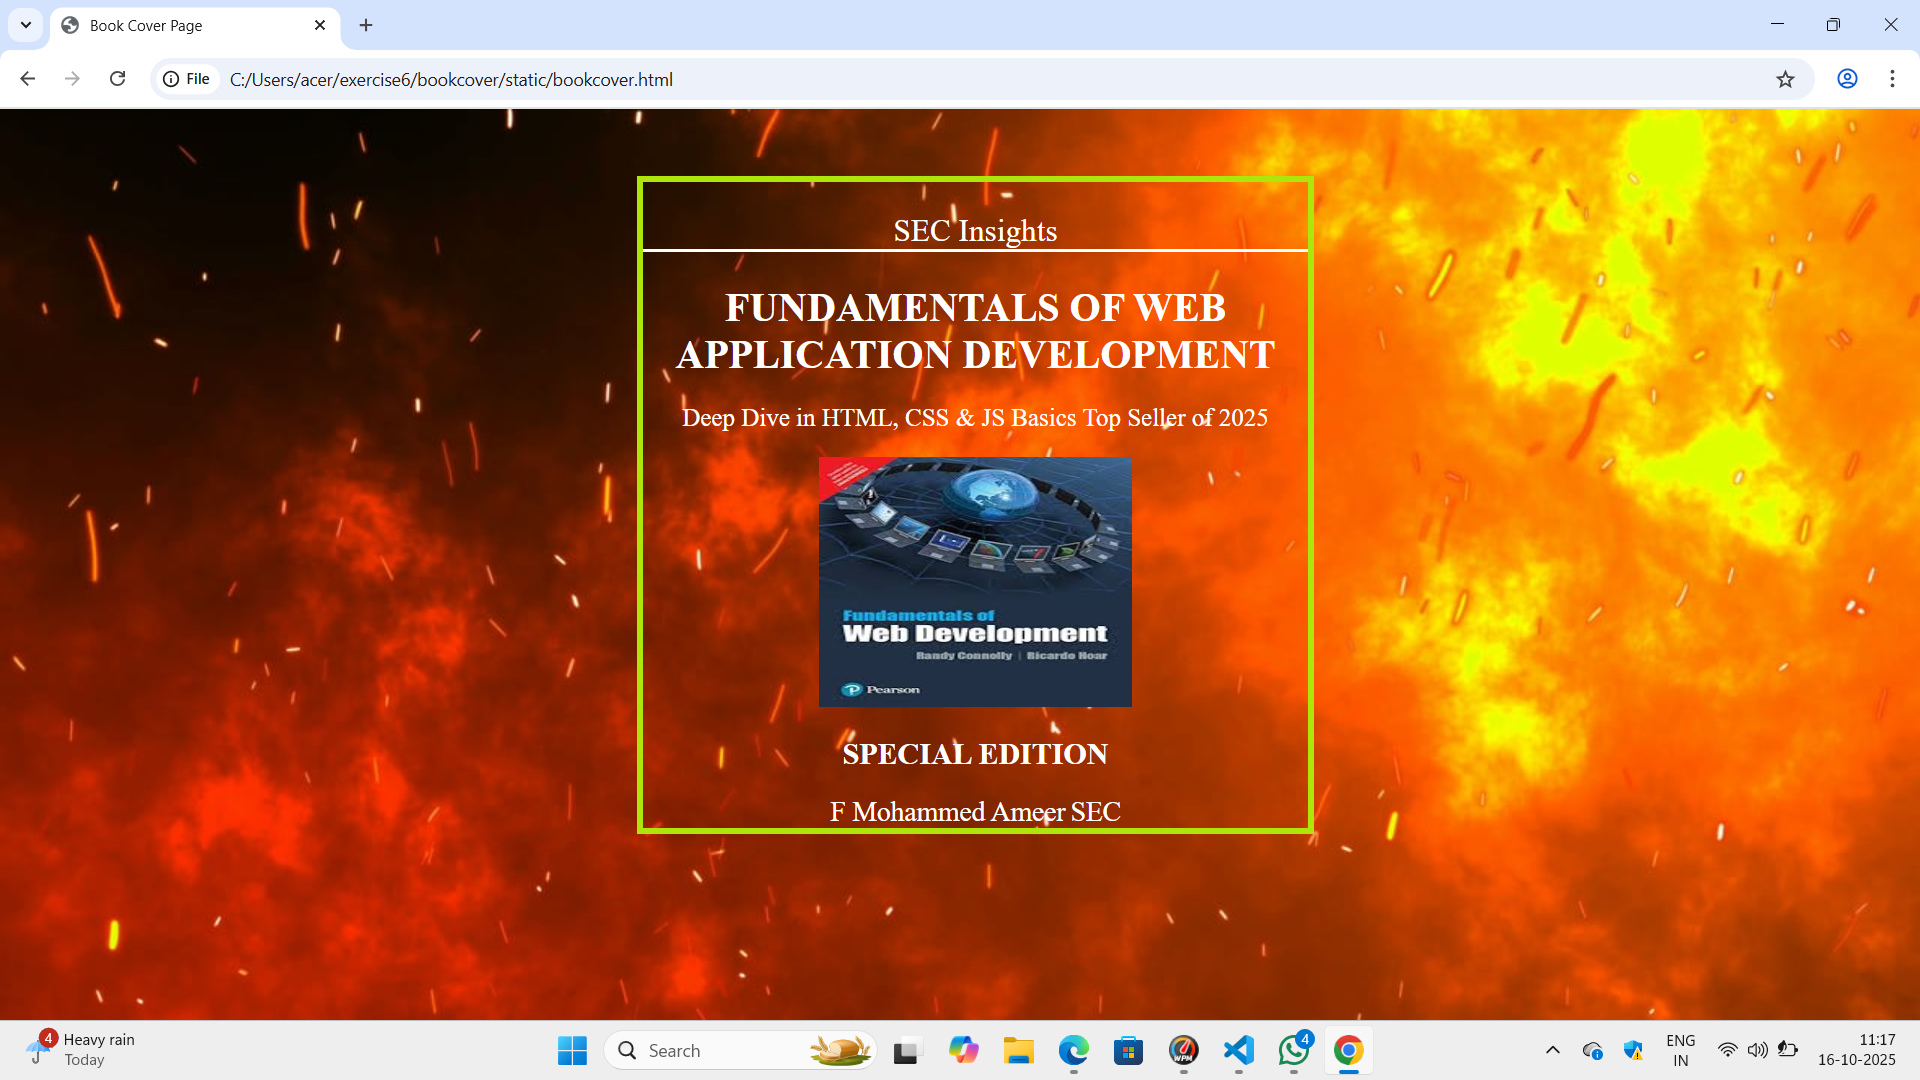 Book Cover Page
File
C:/Users/acer/exercise6/bookcover/static/bookcover.html
SEC Insights
FUNDAMENTALS OF WEB
APPLICATION DEVELOPMENT
Deep Dive in HTML, CSS & JS Basics Top Seller of 2025
Fundamentals of
Web Development
Randy Connolly | Ricardo Hoar
Pearson
SPECIAL EDITION
F Mohammed Ameer SEC
4
Heavy rain
Today
Search
WPM
4
ENG
IN
11:17
16-10-2025